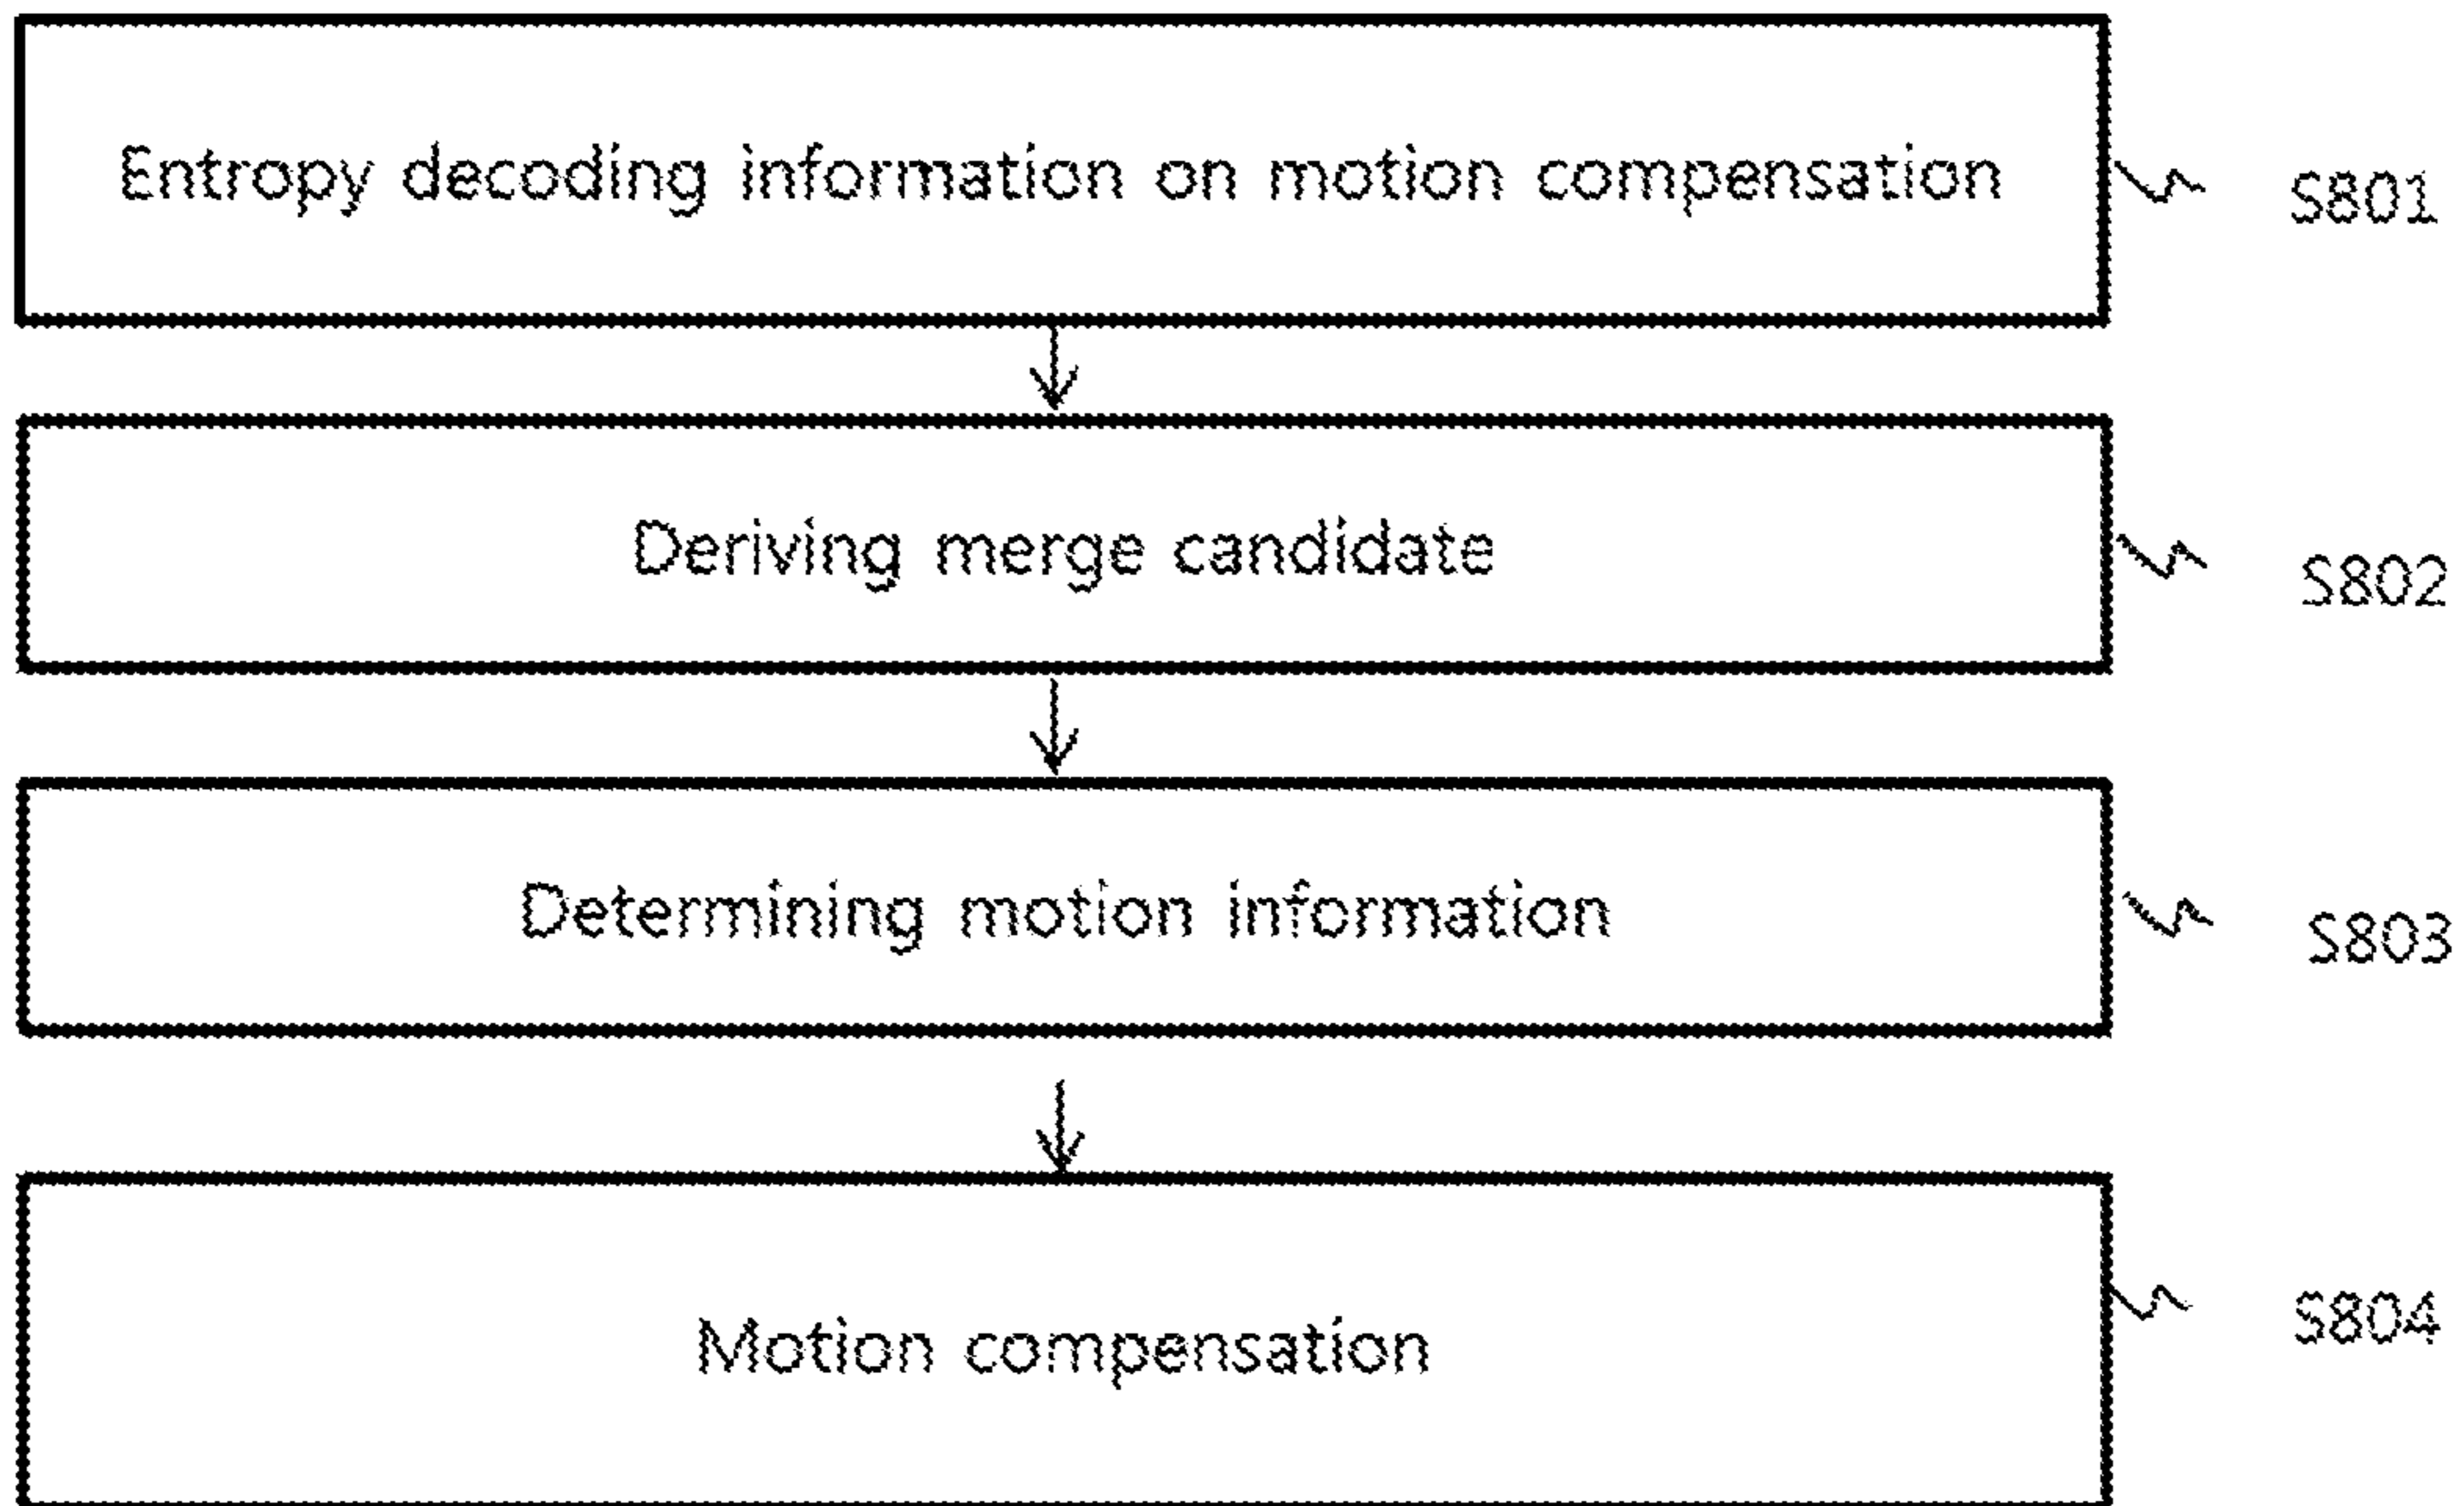 Entropy decoding information on motion compensation
S801
Deriving merge candidate
S802
Determining motion information
S803
Motion compensation
S804